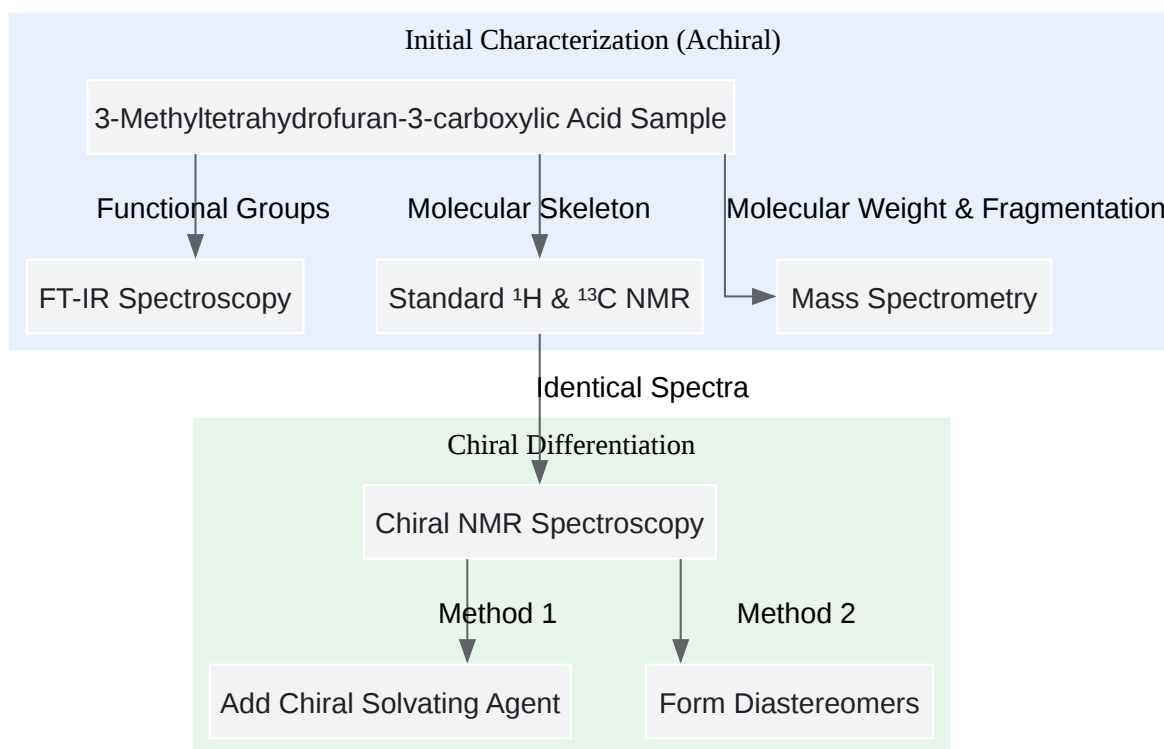 Initial Characterization (Achiral)
3-Methyltetrahydrofuran-3-carboxylic Acid Sample
Functional Groups
Molecular Skeleton
Molecular Weight & Fragmentation
FT-IR Spectroscopy
Standard ¹H & ¹³C NMR
Mass Spectrometry
Identical Spectra
Chiral Differentiation
Chiral NMR Spectroscopy
Method 1
Method 2
Add Chiral Solvating Agent
Form Diastereomers